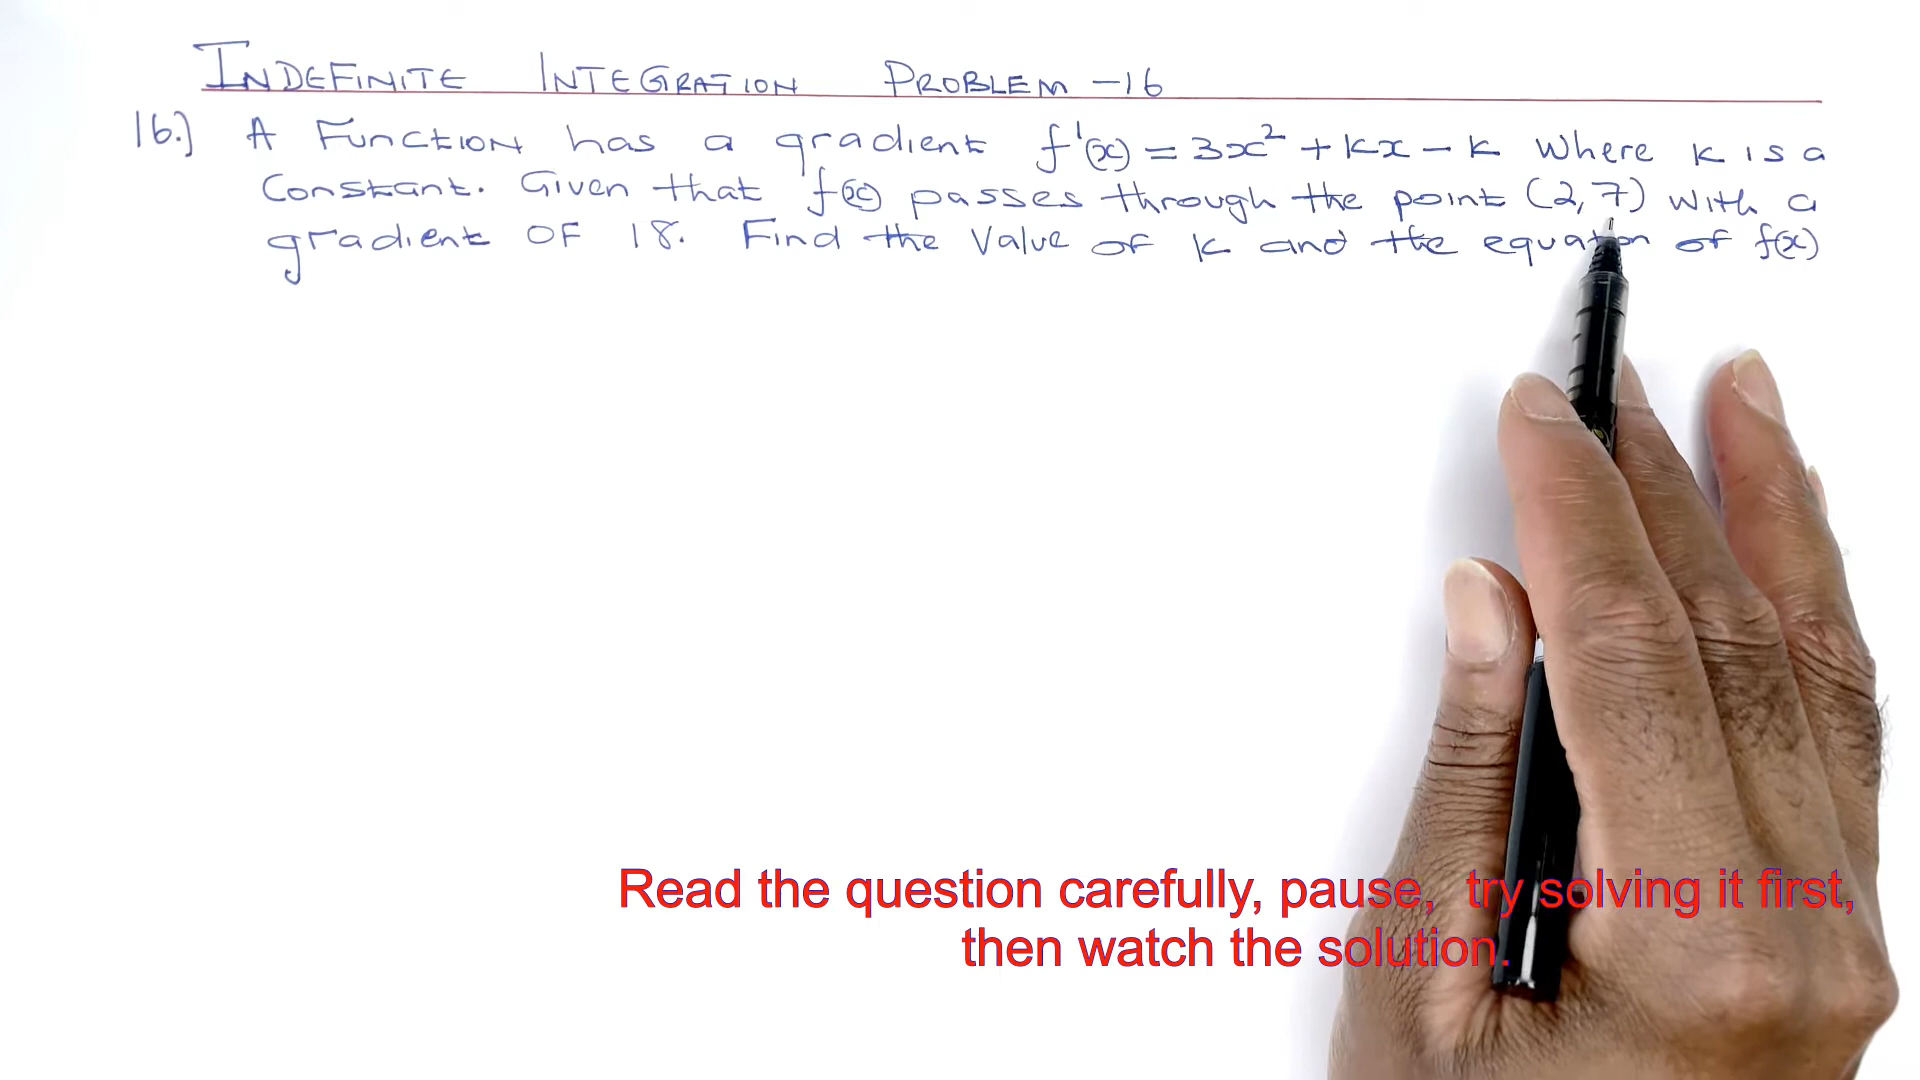 INDEFINITE INTEGRATION PROBLEM -16
16.] A Function has a gradient f'(x) = 3x² + kx - k where k is a
Constant. Given that f(x) passes through the point (2,7) with a
gradient OF 18. Find the Value of k and the equation of f(x)
Read the question carefully, pause, try solving it first,
then watch the solution.